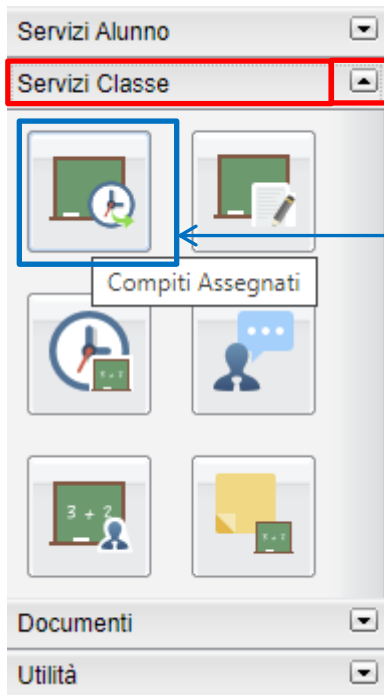 Servizi Alunno
Servizi Classe
Compiti Assegnati
3 + 2
Documenti
Utilità